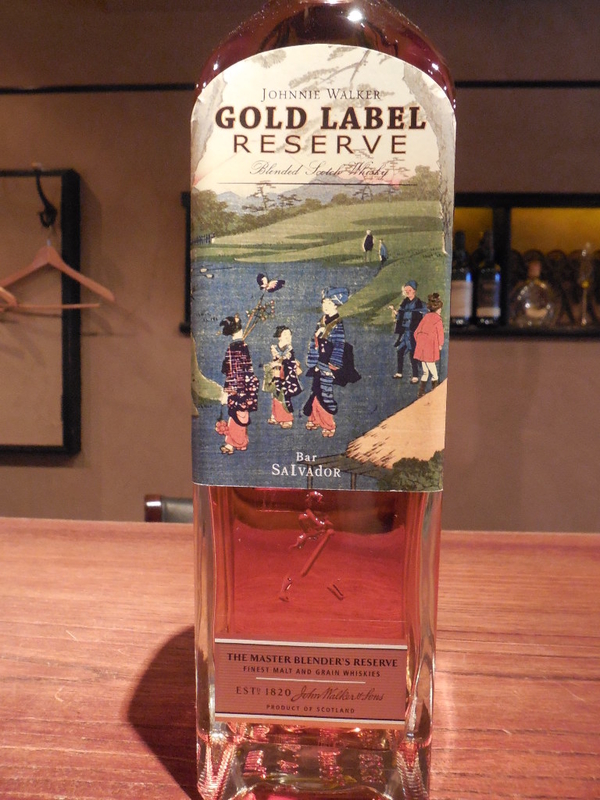 JOHNNIE WALKER
GOLD LABEL
RESERVE
Blended Scotch Whisky
Bar
SALVADOR
THE MASTER BLENDER'S RESERVE
FINEST MALT AND GRAIN WHISKIES
ESTD 1820 John Walker & Sons
PRODUCT OF SCOTLAND